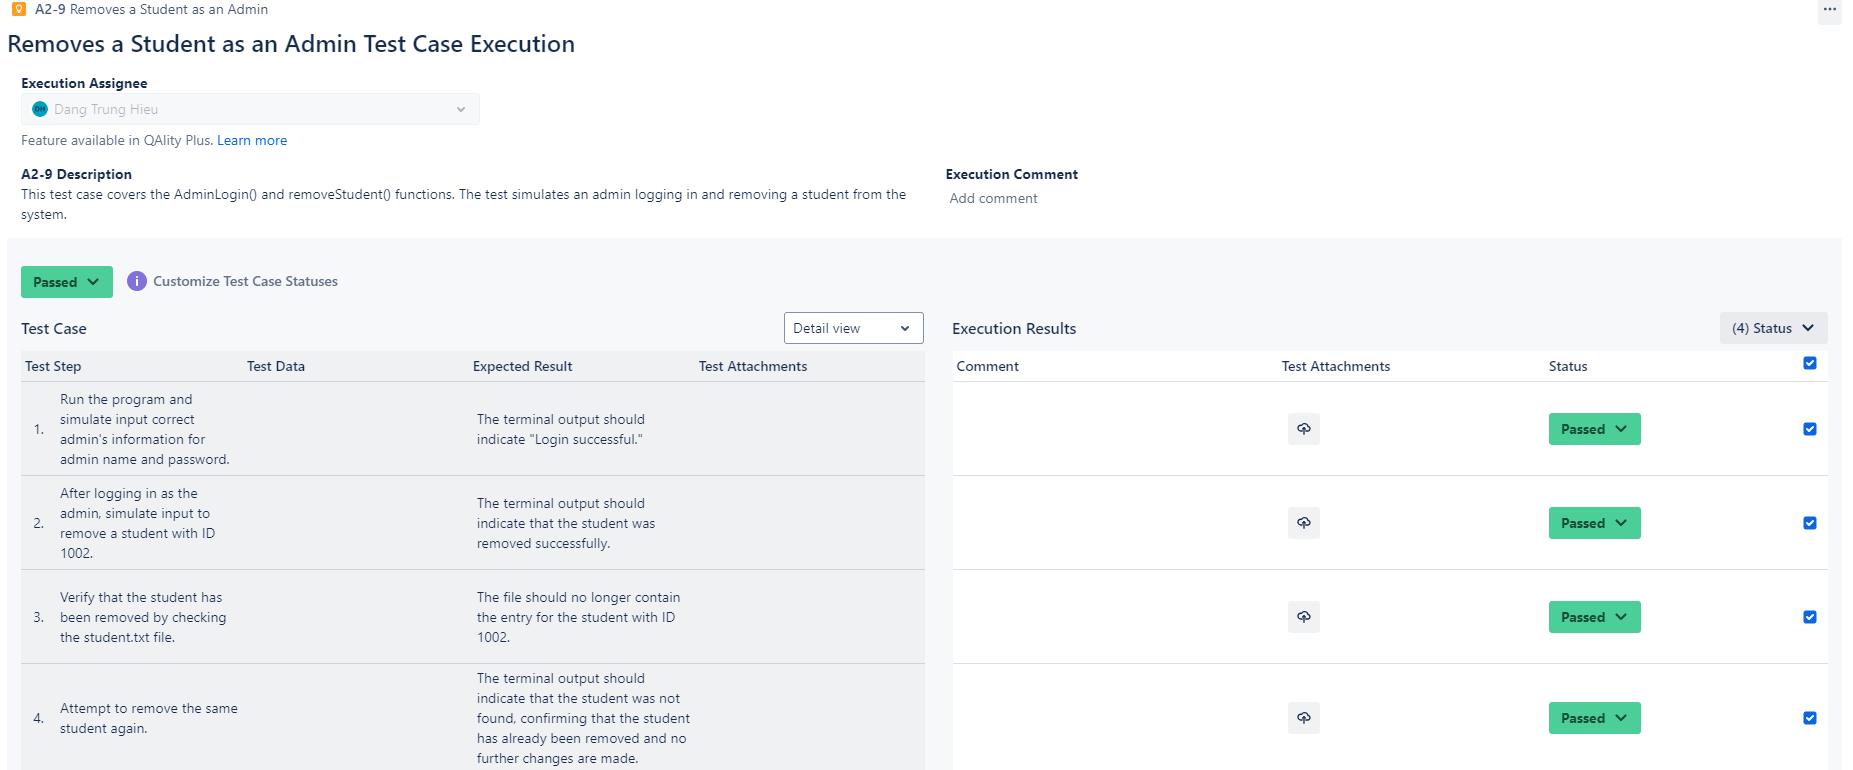 A2-9 Removes a Student as an Admin
Removes a Student as an Admin Test Case Execution
Execution Assignee
DH Dang Trung Hieu
Feature available in QAlity Plus. Learn more
A2-9 Description
This test case covers the AdminLogin() and removeStudent() functions. The test simulates an admin logging in and removing a student from the
system.
Execution Comment
Add comment
Passed
Customize Test Case Statuses
Test Case
Detail view
Test Step Test Data Expected Result Test Attachments
1.
Run the program and
simulate input correct
admin's information for
admin name and password.
The terminal output should
indicate "Login successful."
2.
After logging in as the
admin, simulate input to
remove a student with ID
1002.
The terminal output should
indicate that the student was
removed successfully.
3.
Verify that the student has
been removed by checking
the student.txt file.
The file should no longer contain
the entry for the student with ID
1002.
4.
Attempt to remove the same
student again.
The terminal output should
indicate that the student was not
found, confirming that the student
has already been removed and no
further changes are made.
Execution Results
(4) Status
Comment Test Attachments Status
Passed
Passed
Passed
Passed